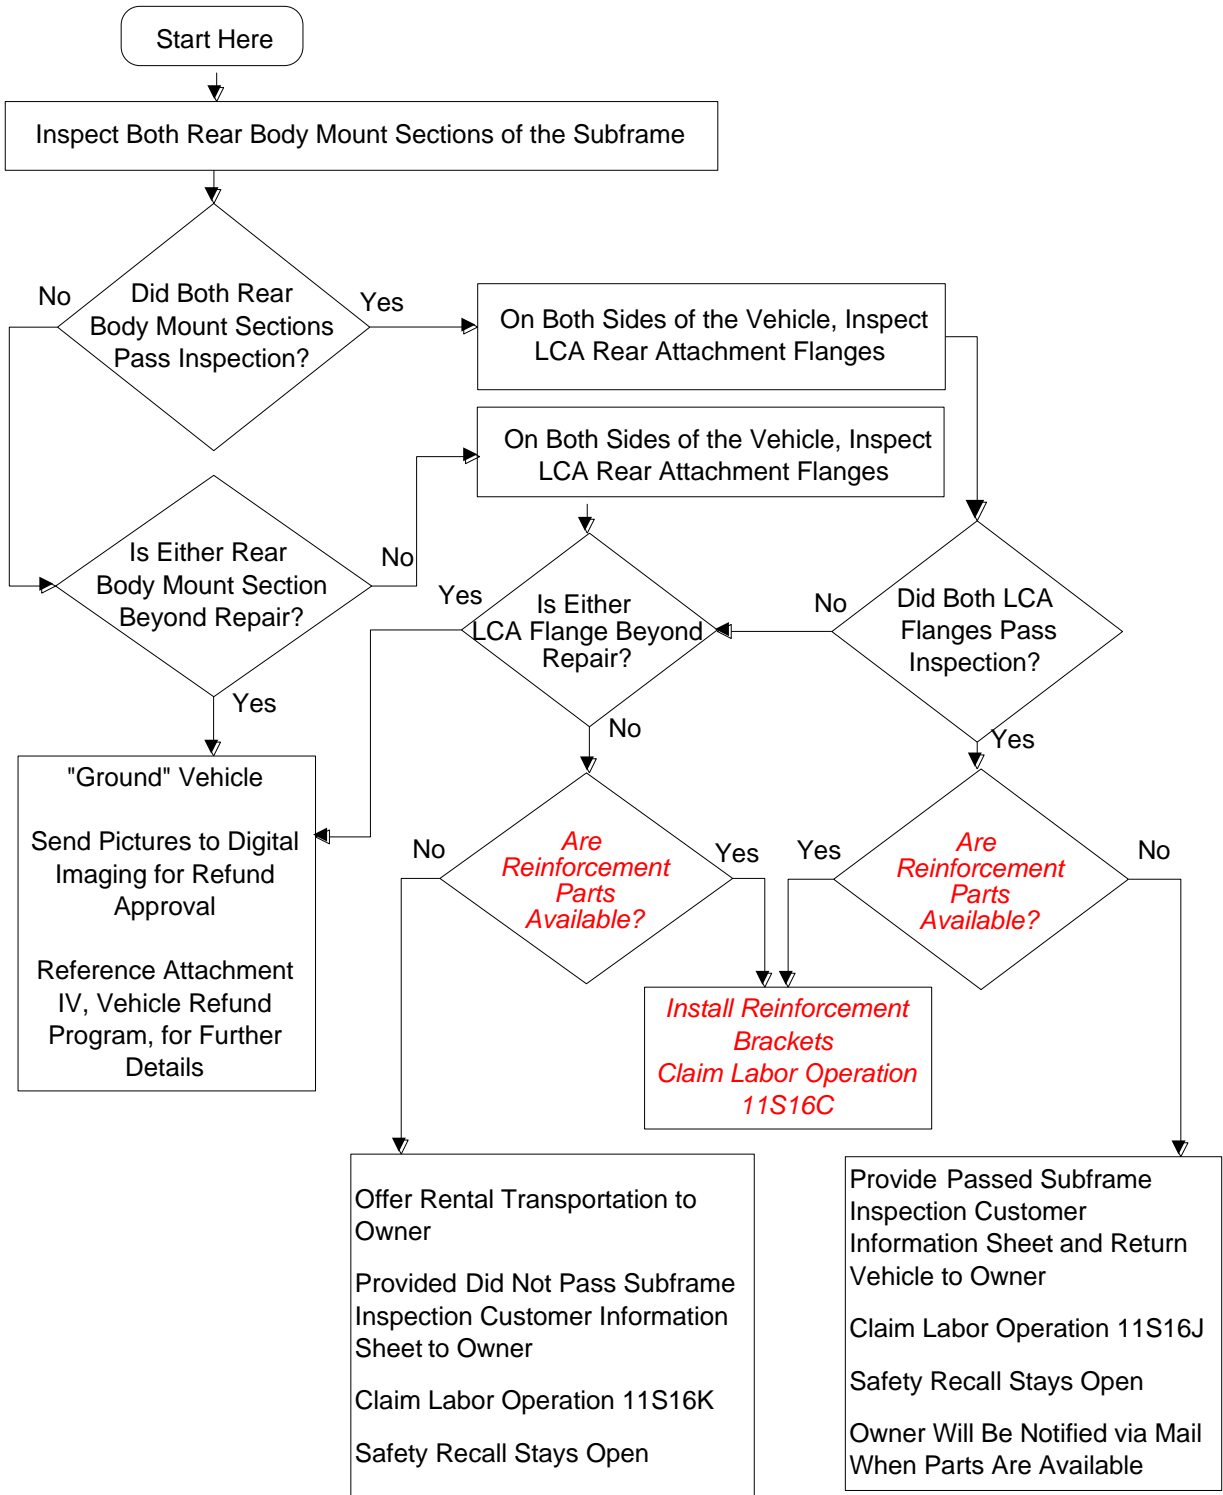 Start Here
Inspect Both Rear Body Mount Sections of the Subframe
No
Did Both Rear
Body Mount Sections
Pass Inspection?
Yes
On Both Sides of the Vehicle, Inspect
LCA Rear Attachment Flanges
On Both Sides of the Vehicle, Inspect
LCA Rear Attachment Flanges
Is Either Rear
Body Mount Section
Beyond Repair?
No
Yes
Yes
Is Either
LCA Flange Beyond
Repair?
No
No
Did Both LCA
Flanges Pass
Inspection?
Yes
"Ground" Vehicle
Send Pictures to Digital
Imaging for Refund
Approval
Reference Attachment
IV, Vehicle Refund
Program, for Further
Details
No
Are
Reinforcement
Parts
Available?
Yes
Yes
Are
Reinforcement
Parts
Available?
No
Install Reinforcement
Brackets
Claim Labor Operation
11S16C
Offer Rental Transportation to
Owner
Provided Did Not Pass Subframe
Inspection Customer Information
Sheet to Owner
Claim Labor Operation 11S16K
Safety Recall Stays Open
Provide Passed Subframe
Inspection Customer
Information Sheet and Return
Vehicle to Owner
Claim Labor Operation 11S16J
Safety Recall Stays Open
Owner Will Be Notified via Mail
When Parts Are Available